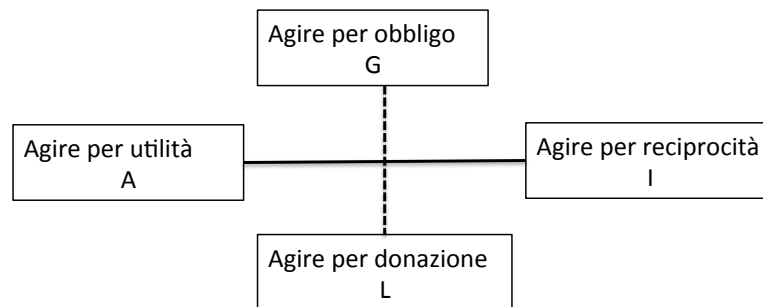 Agire per obbligo
G
Agire per utilità
A
Agire per reciprocità
I
Agire per donazione
L